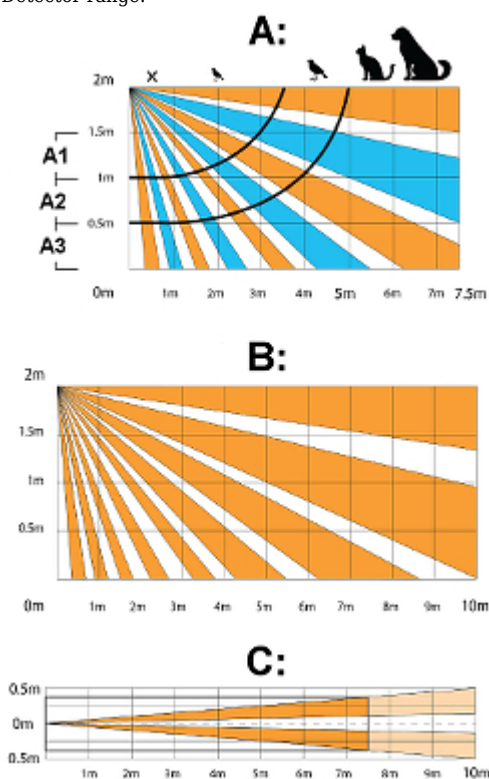 Detector range:
A:
2m
X
1.5m
A1
1m
A2
0.5m
A3
0m 1m 2m 3m 4m 5m 6m 7m 7.5m
B:
2m
1.5m
1m
0.5m
0m 1m 2m 3m 4m 5m 6m 7m 8m 9m 10m
C:
0.5m
0m
0.5m
1m 2m 3m 4m 5m 6m 7m 8m 9m 10m